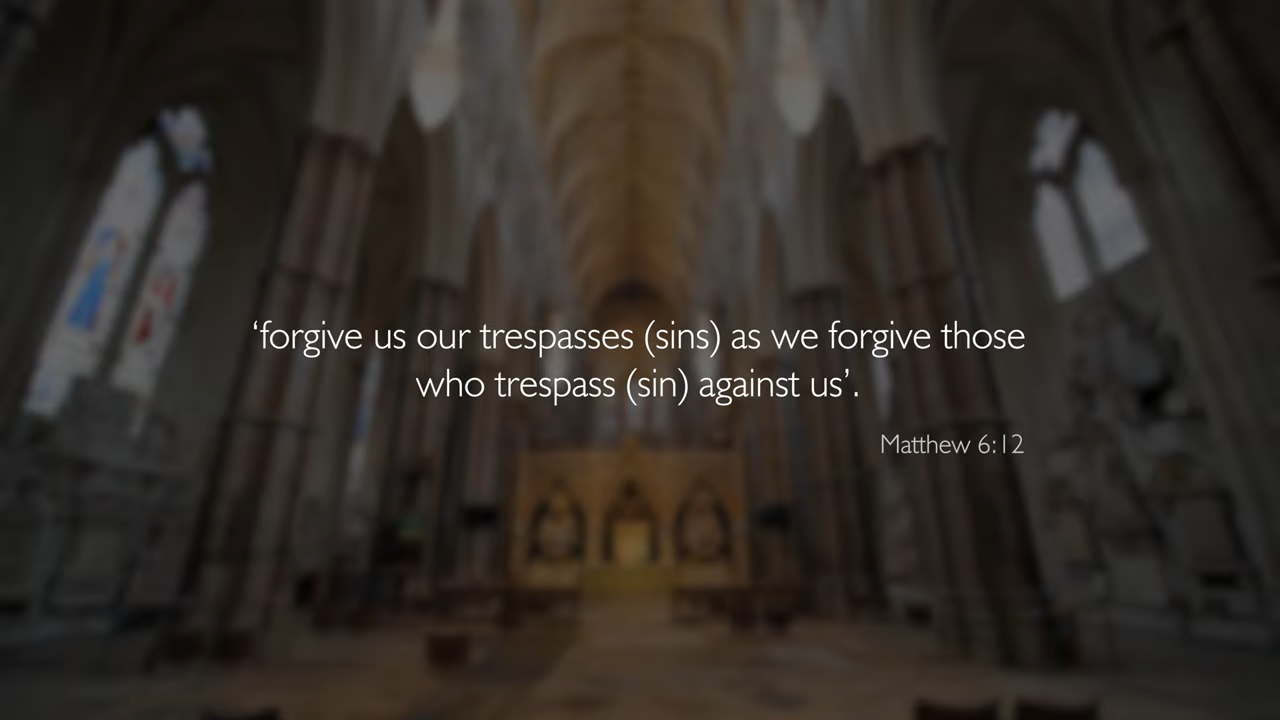 ‘forgive us our trespasses (sins) as we forgive those
who trespass (sin) against us’.
Matthew 6:12